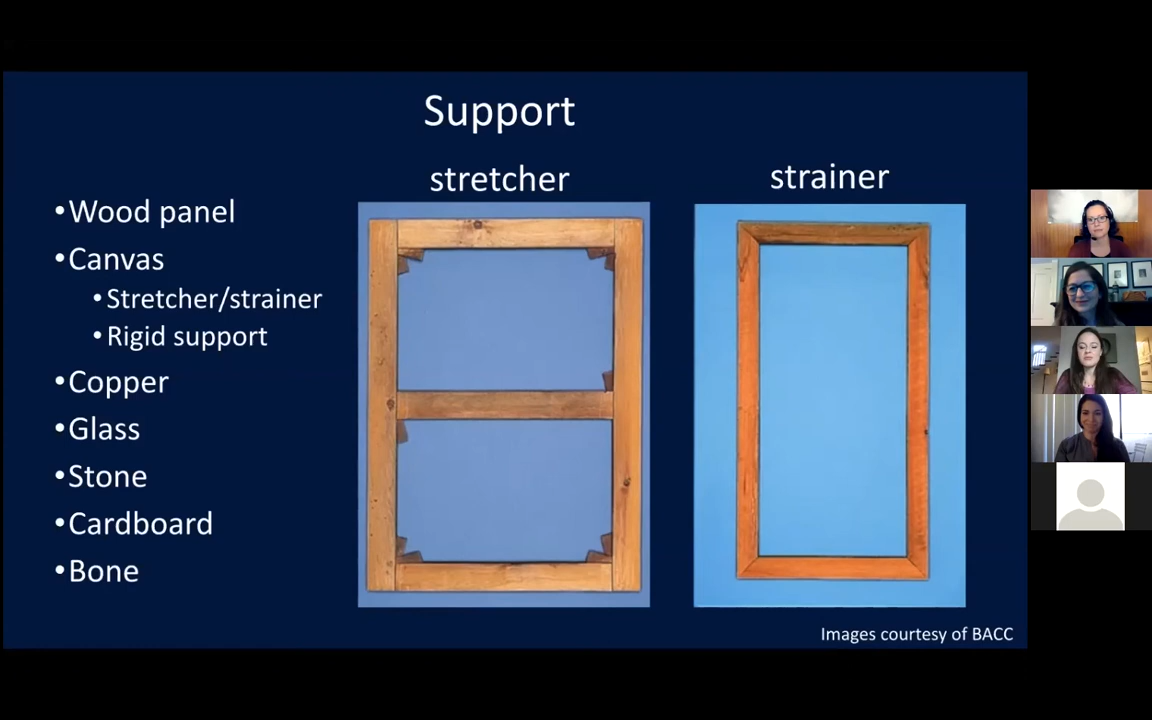 Support
stretcher
strainer
•Wood panel
•Canvas
•Stretcher/strainer
•Rigid support
•Copper
•Glass
•Stone
•Cardboard
•Bone
Images courtesy of BACC